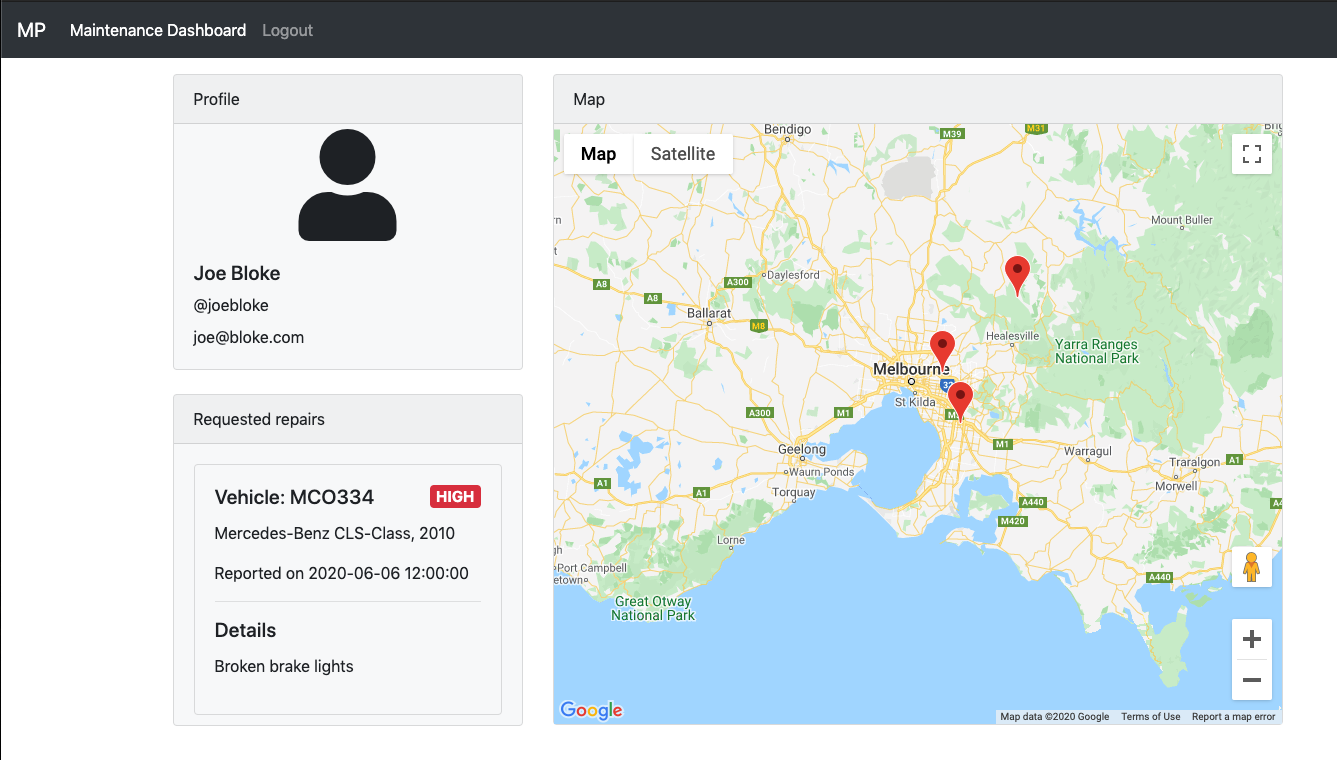 MP Maintenance Dashboard Logout
Profile
Joe Bloke
@joebloke
joe@bloke.com
Requested repairs
Vehicle: MCO334 HIGH
Mercedes-Benz CLS-Class, 2010
Reported on 2020-06-06 12:00:00
Details
Broken brake lights
Map
Map Satellite
Bendigo
M39
M31
Mount Buller
Daylesford
A300
A8
A8
Ballarat
M8
Healesville
Yarra Ranges
National Park
Melbourne
St Kilda
A300
M1
M1
Geelong
Waurn Ponds
Warragul
Traralgon
A1
Morwell
A1
A1
Torquay
A440
M420
Lorne
Port Campbell
A440
Great Otway
National Park
Google
Map data ©2020 Google Terms of Use Report a map error